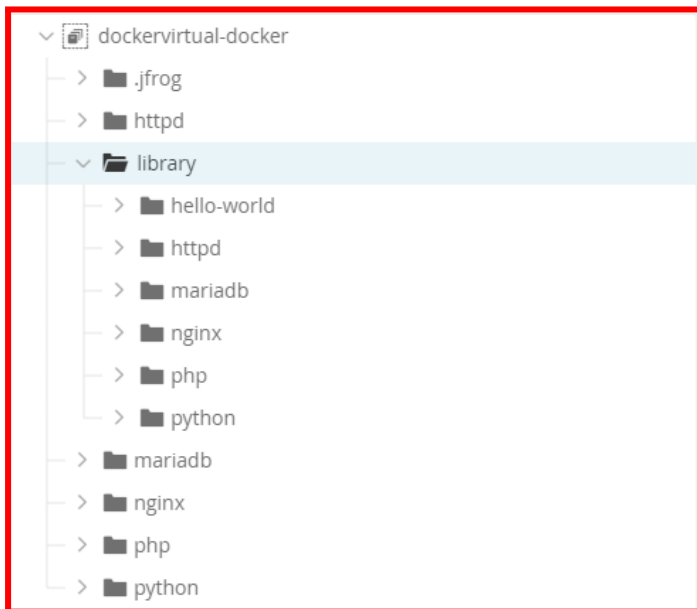 dockervirtual-docker
.jfrog
httpd
library
hello-world
httpd
mariadb
nginx
php
python
mariadb
nginx
php
python